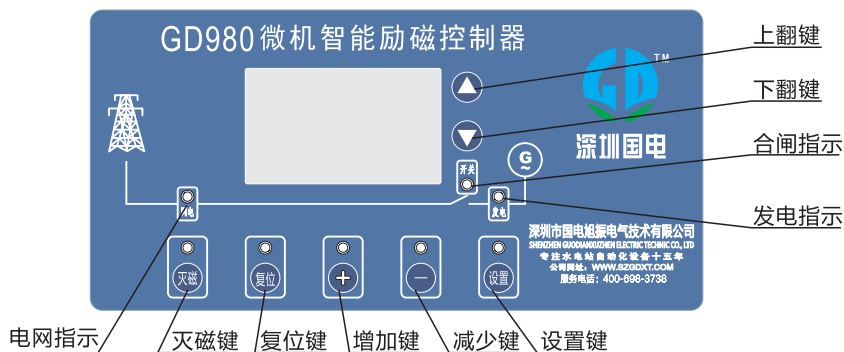 GD980微机智能励磁控制器
上翻键
GD TM
下翻键
深圳国电
合闸指示
开关
G
~
网电
发电
发电指示
深圳市国电旭振电气技术有限公司
SHENZHEN GUODIANXUZHEN ELECTRIC TECHNIC CO., LTD
专注水电站自动化设备十五年
公司网址：WWW.SZGDXT.COM
服务电话：400-698-3738
灭磁
复位
+
−
设置
电网指示
灭磁键
复位键
增加键
减少键
设置键